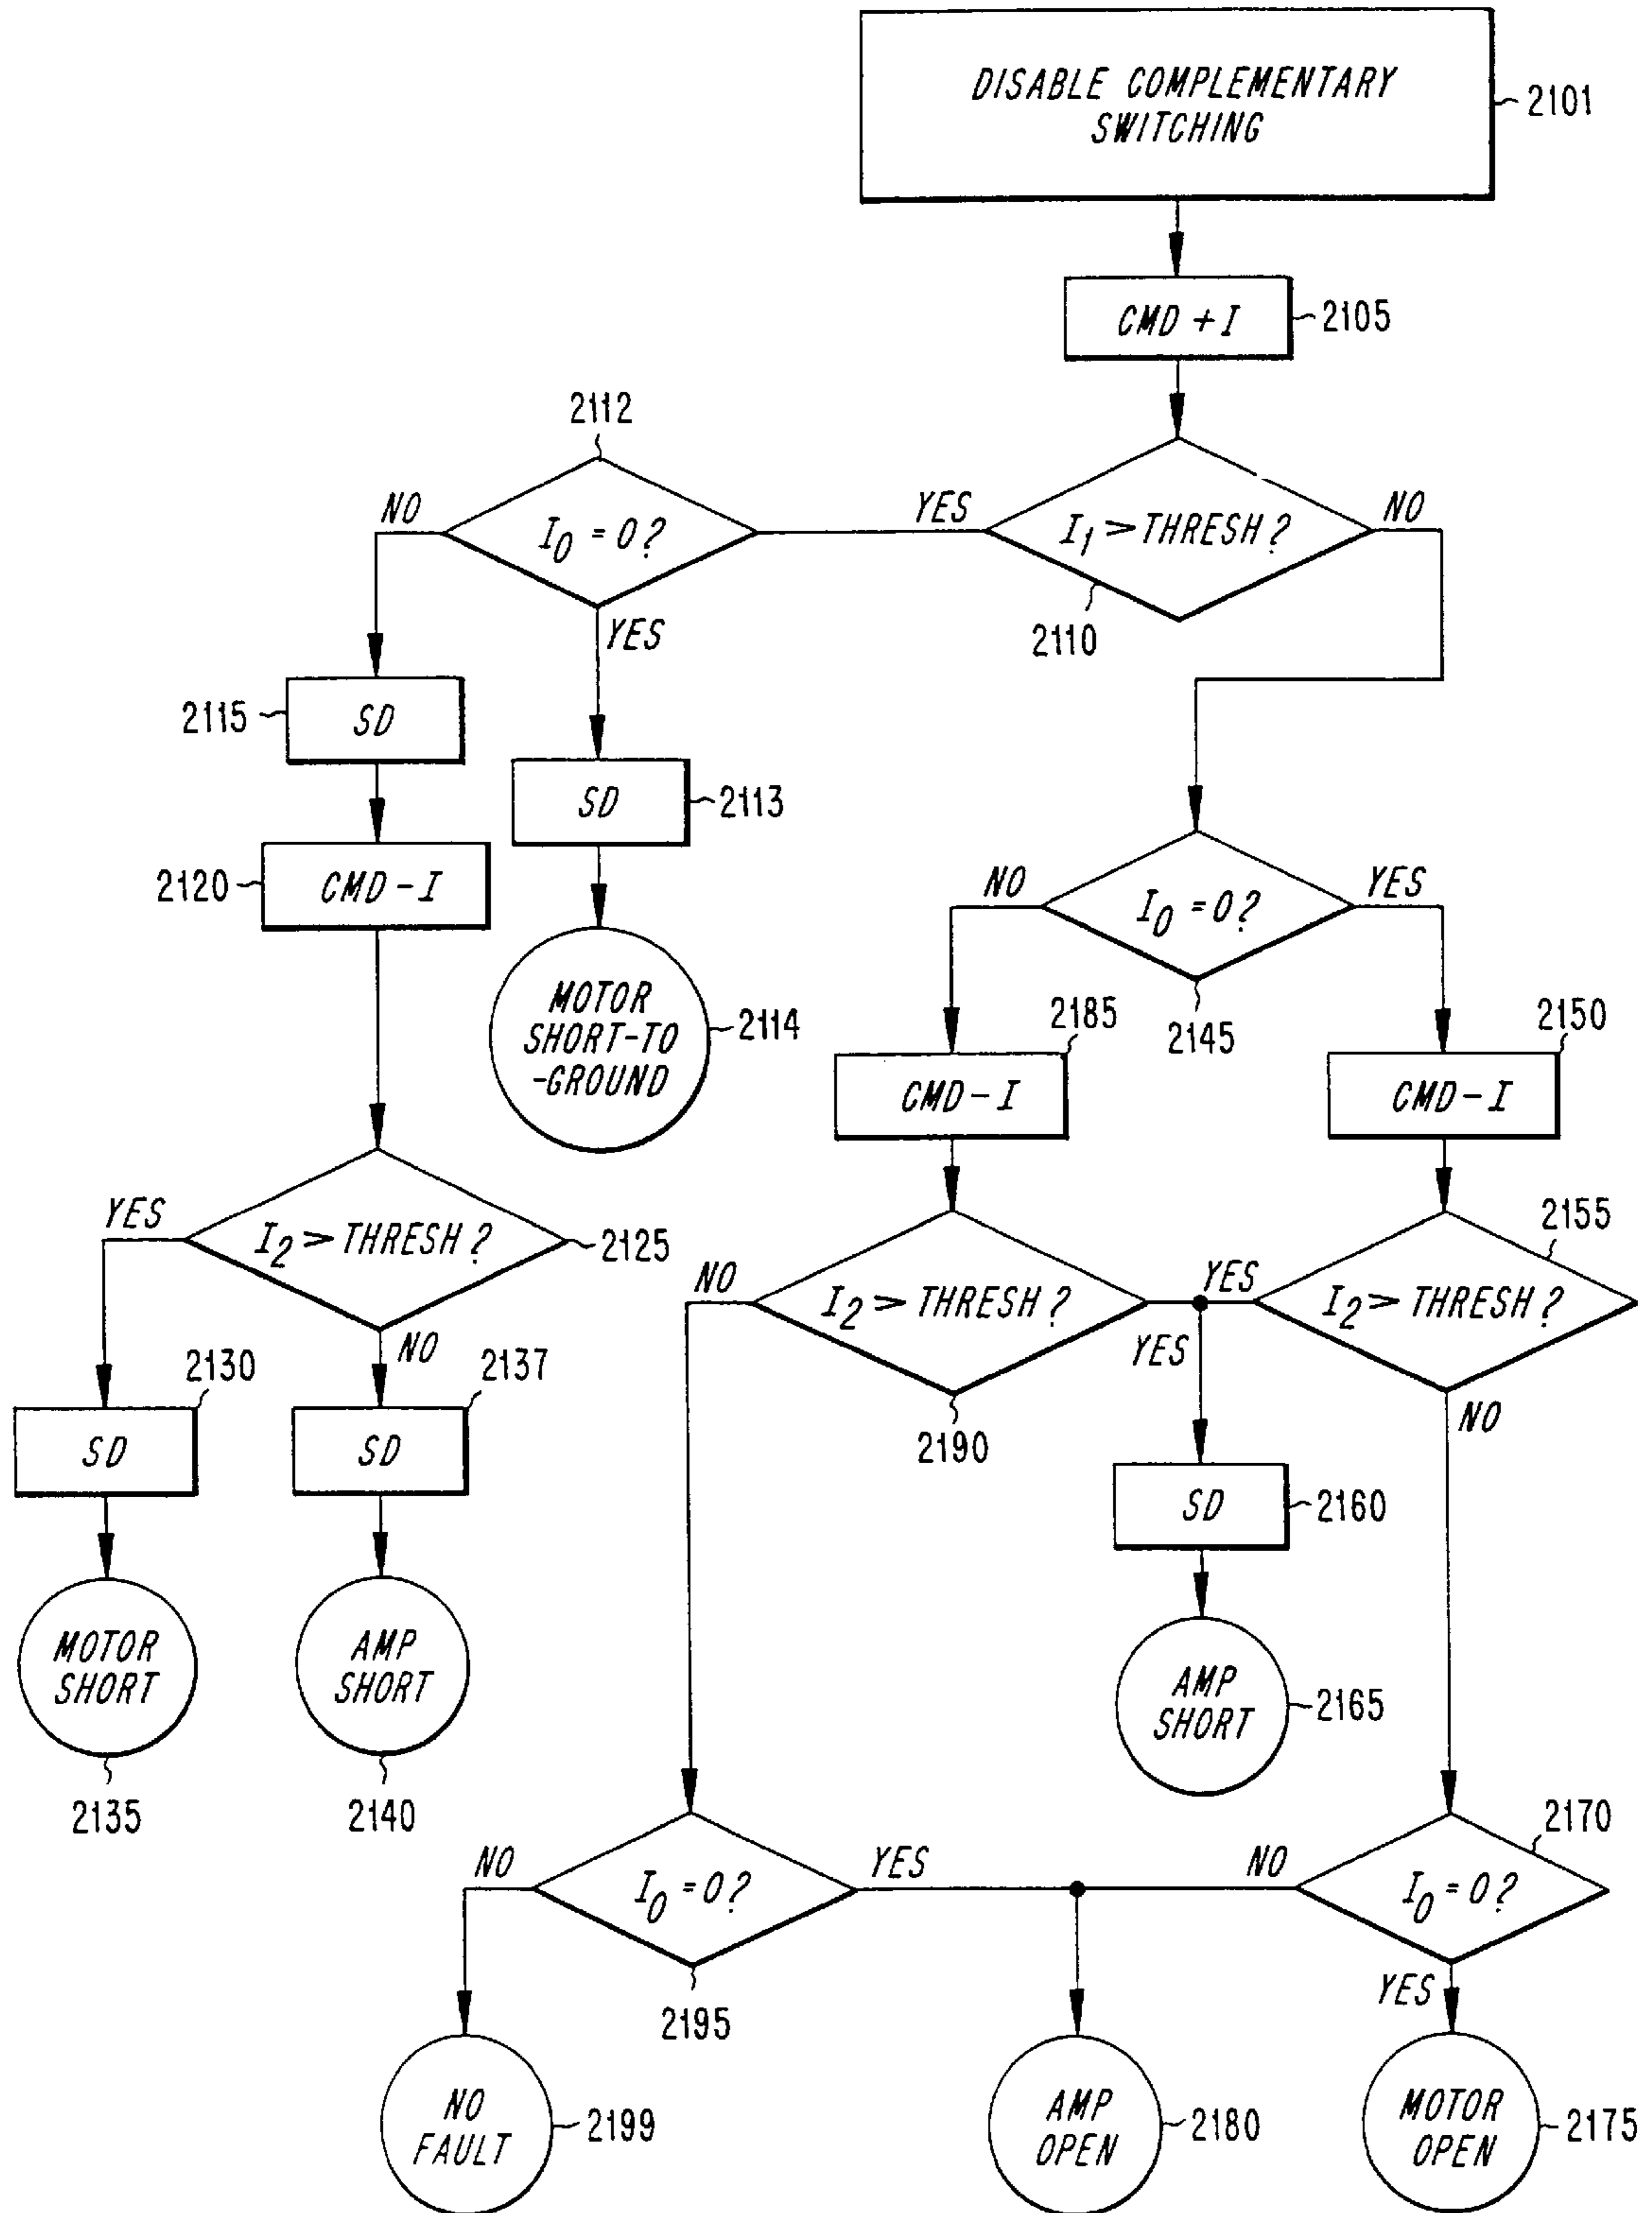 DISABLE COMPLEMENTARY
SWITCHING
2101
CMD + I
2105
2112
NO
I0 = 0?
YES
I1 > THRESH?
NO
YES
2110
2115
SD
SD
2113
2120
CMD - I
NO
I0 = 0?
YES
MOTOR
SHORT-TO
-GROUND
2114
2145
2185
2150
CMD - I
CMD - I
YES
I2 > THRESH?
2125
2155
NO
I2 > THRESH?
YES
I2 > THRESH?
YES
NO
2130
2137
2190
NO
SD
SD
SD
2160
MOTOR
SHORT
AMP
SHORT
AMP
SHORT
2165
2135
2140
2170
NO
I0 = 0?
YES
NO
I0 = 0?
2195
YES
NO
FAULT
2199
AMP
OPEN
2180
MOTOR
OPEN
2175